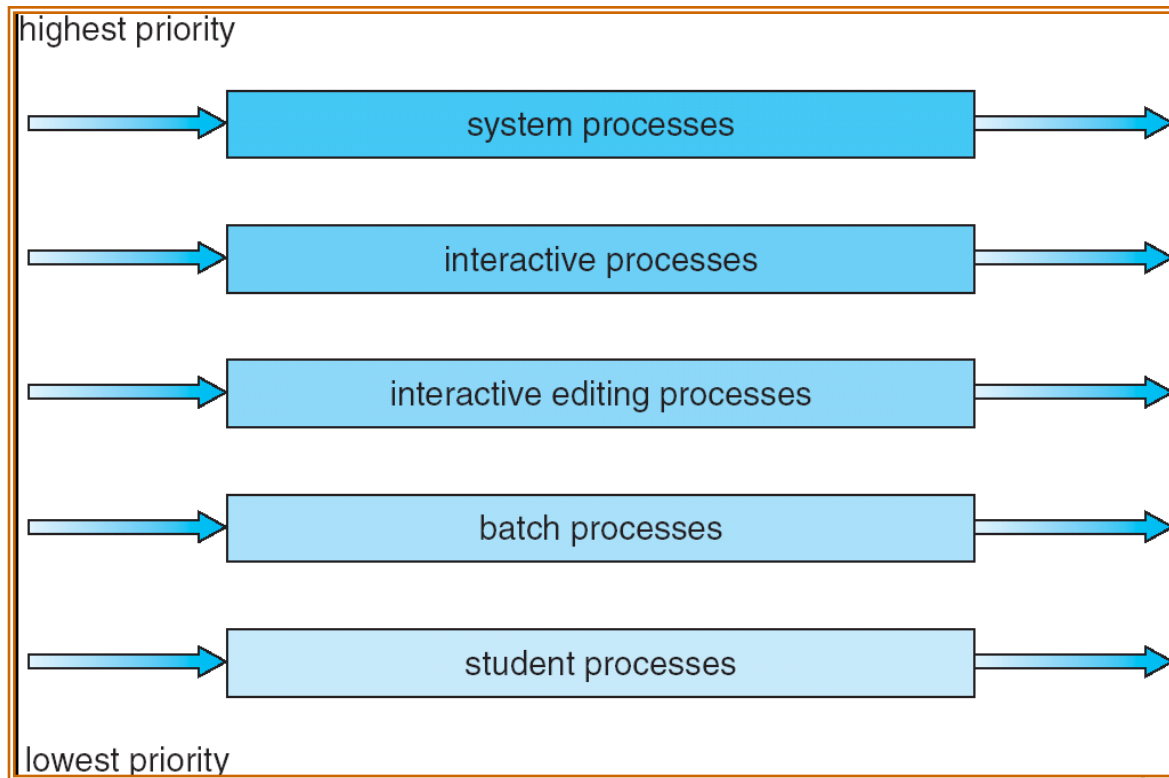 highest priority
system processes
interactive processes
interactive editing processes
batch processes
student processes
lowest priority